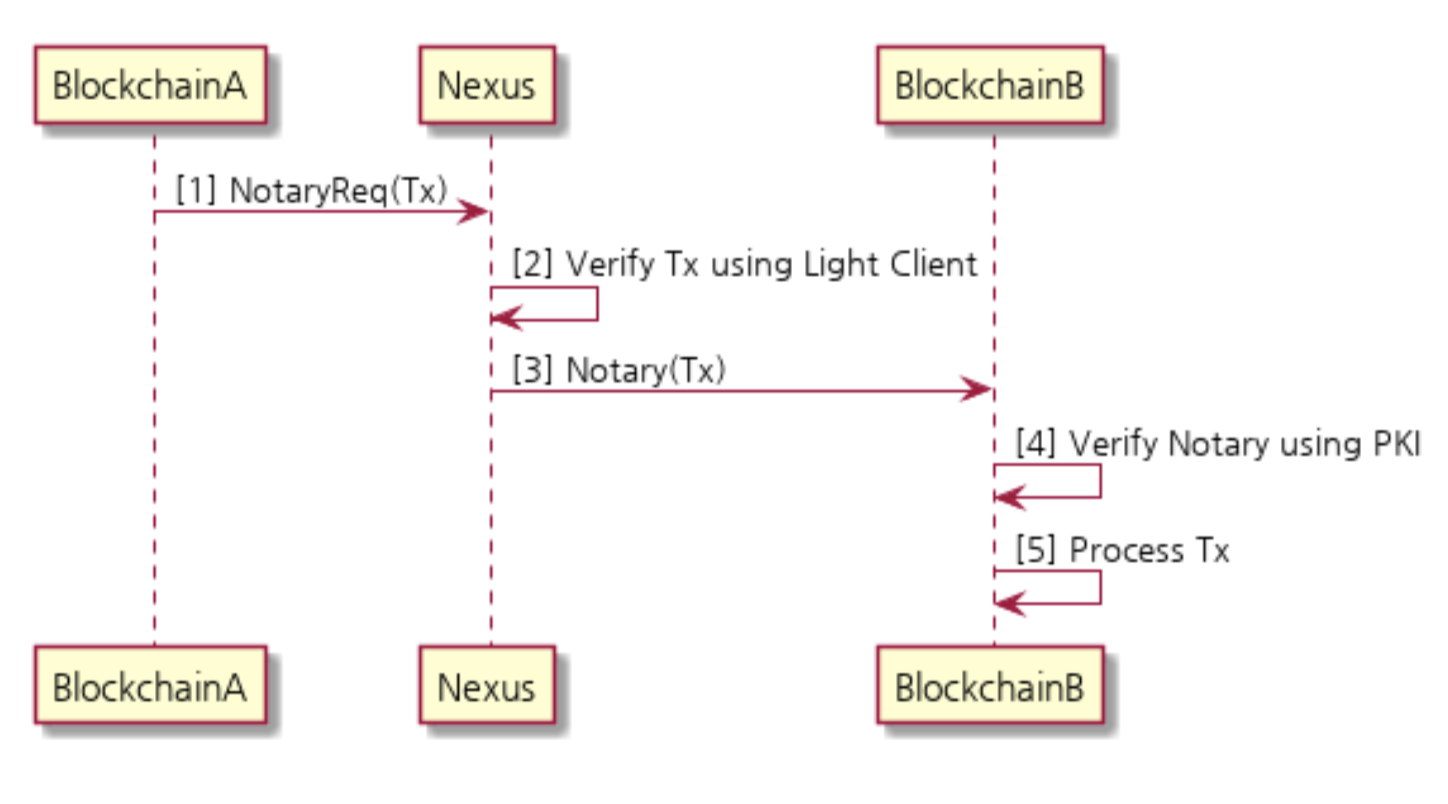 BlockchainA
Nexus
BlockchainB
[1] NotaryReq(Tx)
[2] Verify Tx using Light Client
[3] Notary(Tx)
[4] Verify Notary using PKI
[5] Process Tx
BlockchainA
Nexus
BlockchainB